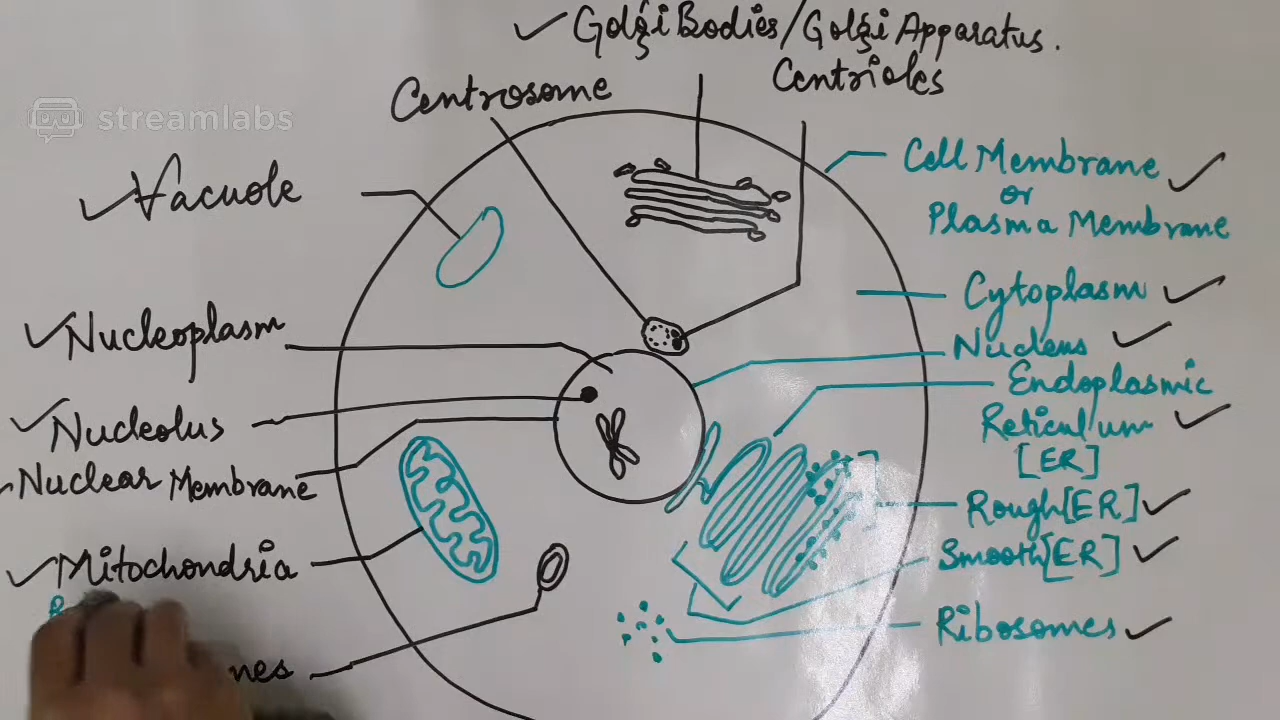 Golgi Bodies/Golgi Apparatus.
Centrosome
Centrioles
streamlabs
Vacuole
Cell Membrane
or
Plasma Membrane
Cytoplasm
Nucleoplasm
Nucleus
Endoplasmic
Reticulum
[ER]
Nucleolus
Nuclear Membrane
Rough[ER]
Smooth[ER]
Mitochondria
Ribosomes